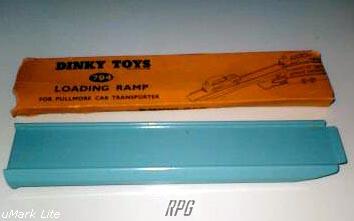 DINKY TOYS
794
LOADING RAMP
FOR PULLMORE CAR TRANSPORTER
uMark Lite
RPG